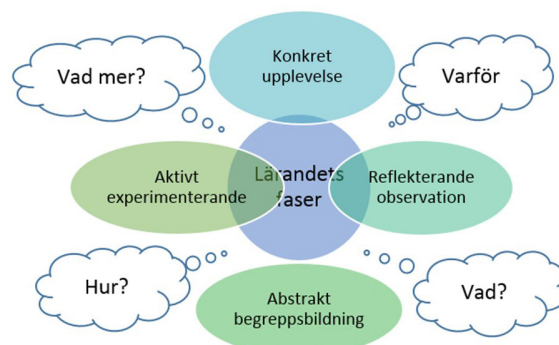 Konkret
upplevelse
Vad mer?
Varför
Aktivt
experimenterande
Lärandets
faser
Reflekterande
observation
Hur?
Vad?
Abstrakt
begreppsbildning